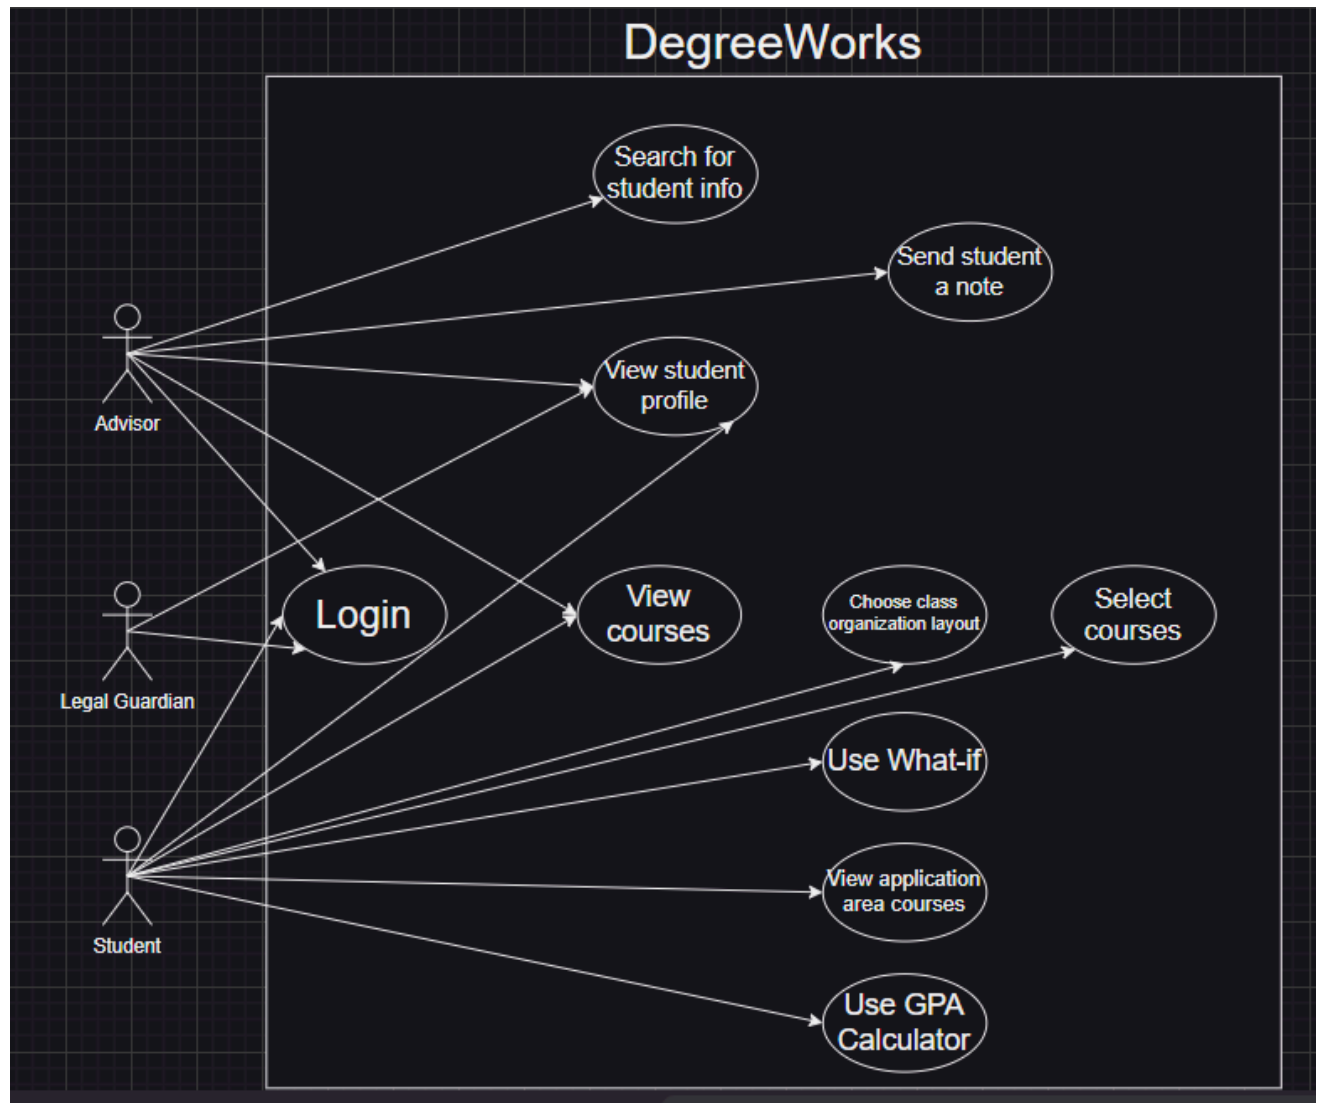 DegreeWorks
Search for
student info
Send student
a note
View student
profile
Advisor
Login
View
courses
Choose class
organization layout
Select
courses
Legal Guardian
Use What-if
View application
area courses
Student
Use GPA
Calculator